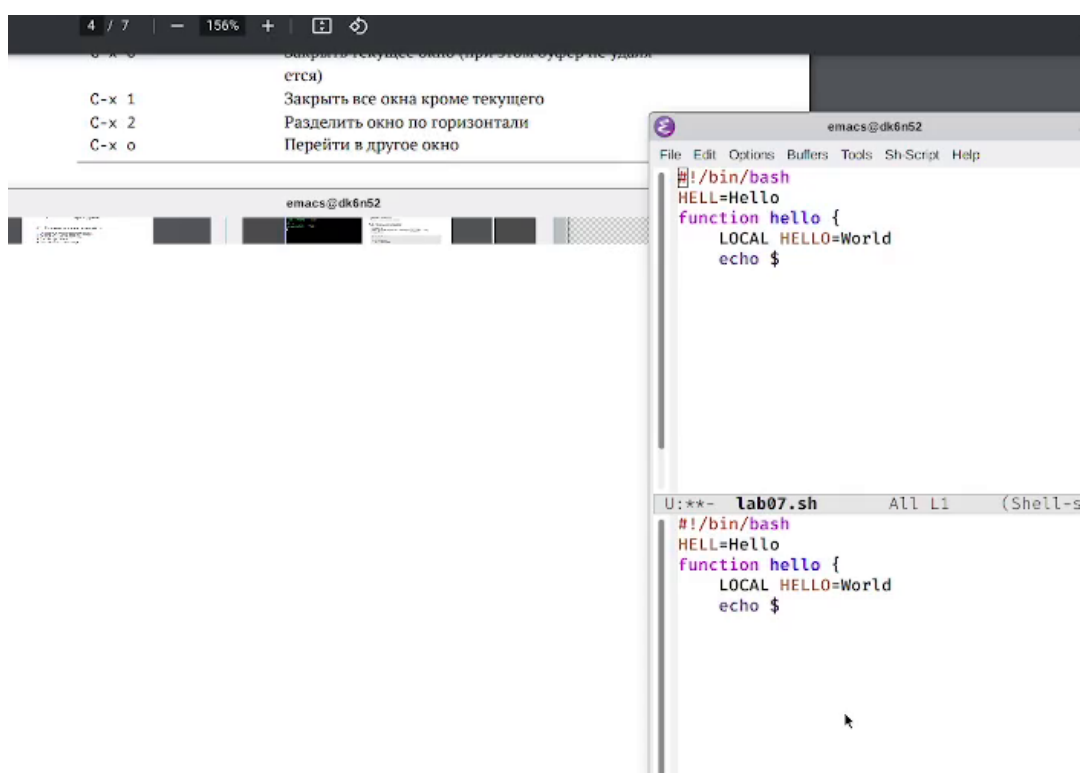 4 / 7 | — 156% +
ется)
C-x 1 Закрыть все окна кроме текущего
C-x 2 Разделить окно по горизонтали
C-x o Перейти в другое окно
emacs@dk6n52
emacs@dk6n52
File Edit Options Buffers Tools Sh-Script Help
#!/bin/bash
HELL=Hello
function hello {
LOCAL HELLO=World
echo $
U:**- lab07.sh All L1 (Shell-s
#!/bin/bash
HELL=Hello
function hello {
LOCAL HELLO=World
echo $